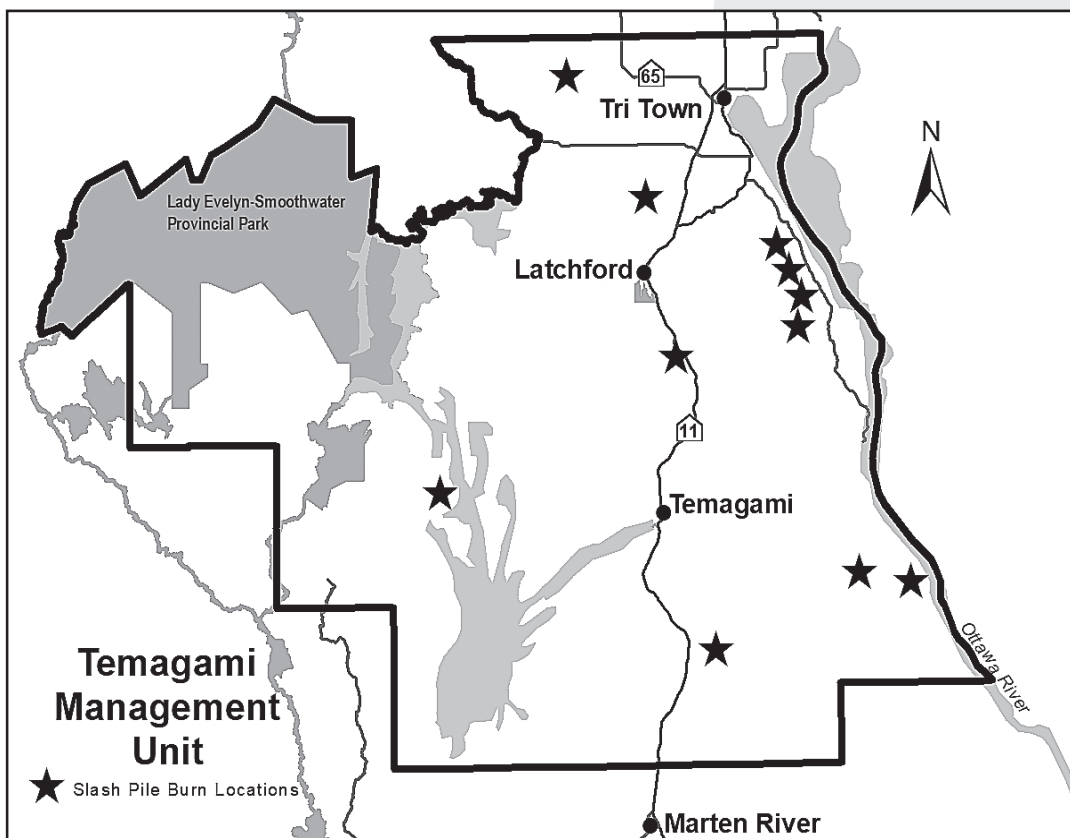 65
Tri Town
N
Lady Evelyn-Smoothwater
Provincial Park
Latchford
11
Temagami
Ottawa River
Temagami
Management
Unit
Slash Pile Burn Locations
Marten River